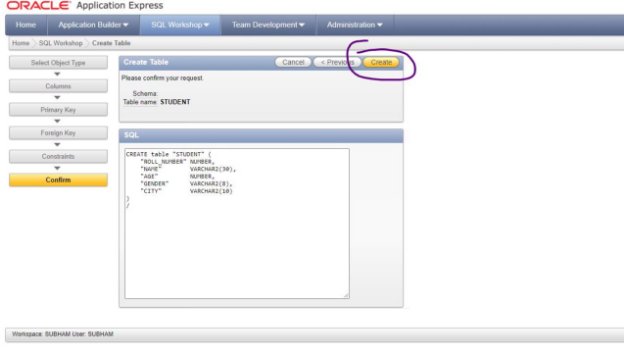 ORACLE Application Express
Home Application Builder SQL Workshop Team Development Administration
Home SQL Workshop Create Table
Select Object Type
Columns
Primary Key
Foreign Key
Constraints
Confirm
Create Table Cancel < Previous Create
Please confirm your request.
Schema:
Table name: STUDENT
SQL
CREATE table "STUDENT" (
"ROLL_NUMBER" NUMBER,
"NAME" VARCHAR2(30),
"AGE" NUMBER,
"GENDER" VARCHAR2(8),
"CITY" VARCHAR2(10)
)
/
Workspace: SUBHAM User: SUBHAM